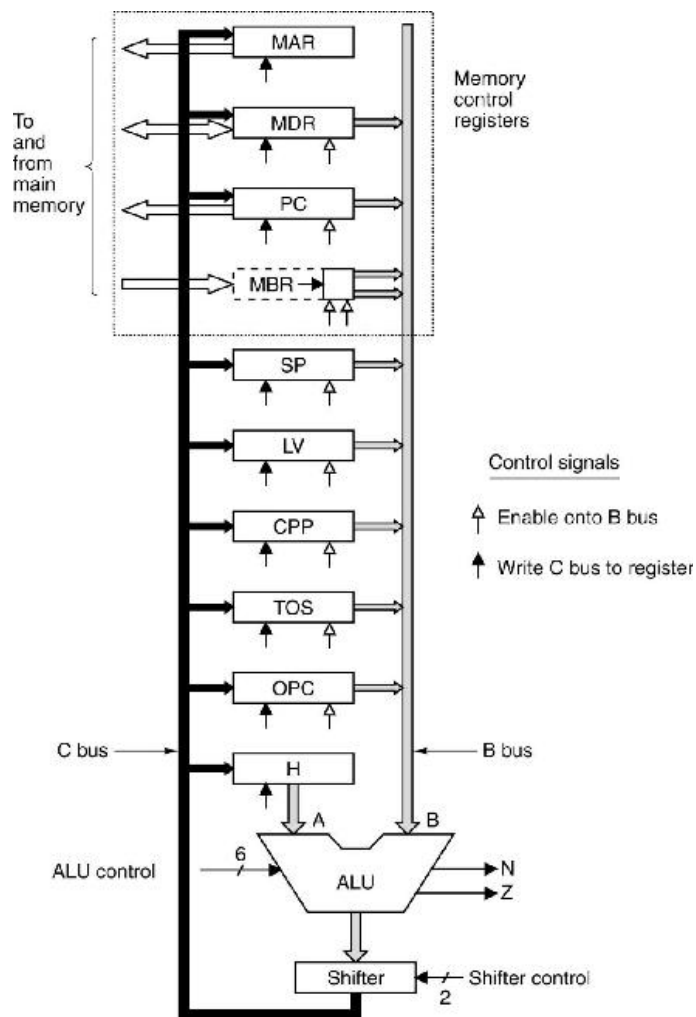 MAR
To
and
from
main
memory
Memory
control
registers
MDR
PC
MBR
SP
LV
Control signals
Enable onto B bus
CPP
Write C bus to register
TOS
OPC
C bus
B bus
H
A
B
ALU control
6
ALU
N
Z
Shifter
Shifter control
2